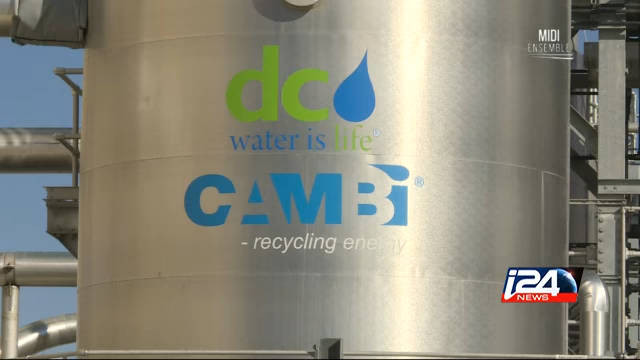 MIDI
ENSEMBLE
dc
water is life®
CAMBI®
- recycling energy
i24
NEWS